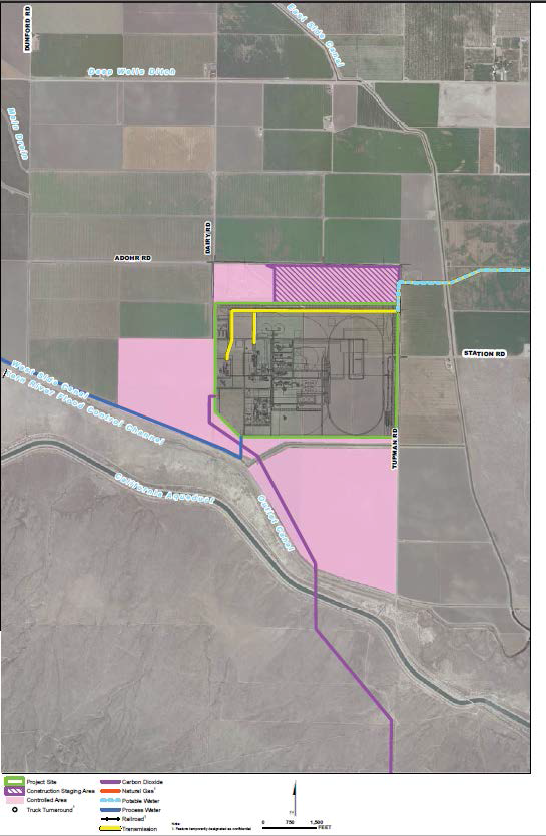 DUNFORD RD
East Side Canal
Deep Wells Ditch
Main Drain
DAIRY RD
ADOHR RD
STATION RD
West Side Canal
Kern River Flood Control Channel
TUPMAN RD
California Aqueduct
Outlet Canal
Project Site
Construction Staging Area
Controlled Area
Truck Turnaround
Carbon Dioxide
Natural Gas¹
Potable Water
Process Water
Railroad¹
Transmission
Note:
1. Feature temporarily designated as confidential
0 750 1,500
FEET